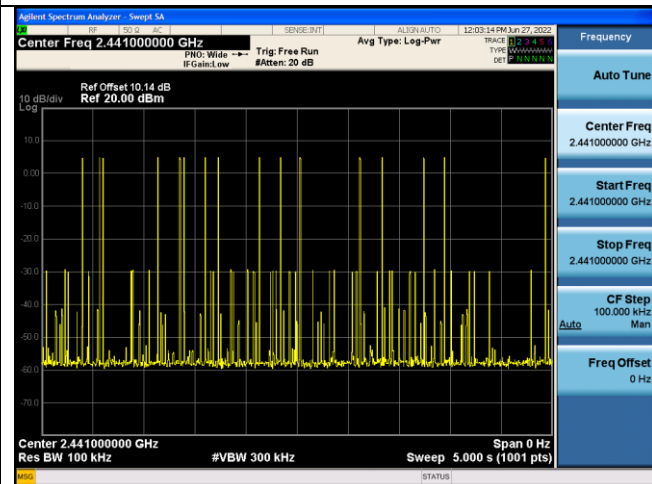 Agilent Spectrum Analyzer - Swept SA
RF 50 Ω AC SENSE:INT ALIGN AUTO 12:03:14 PM Jun 27, 2022
Center Freq 2.441000000 GHz
PNO: Wide
IFGain:Low
Trig: Free Run
#Atten: 20 dB
Avg Type: Log-Pwr
TRACE 1 2 3 4 5 6
TYPE
DET P N N N N N
Ref Offset 10.14 dB
10 dB/div Ref 20.00 dBm
Log
10.0
0.00
-10.0
-20.0
-30.0
-40.0
-50.0
-60.0
-70.0
Center 2.441000000 GHz Span 0 Hz
Res BW 100 kHz #VBW 300 kHz Sweep 5.000 s (1001 pts)
MSG STATUS
Frequency
Auto Tune
Center Freq
2.441000000 GHz
Start Freq
2.441000000 GHz
Stop Freq
2.441000000 GHz
CF Step
100.000 kHz
Auto Man
Freq Offset
0 Hz